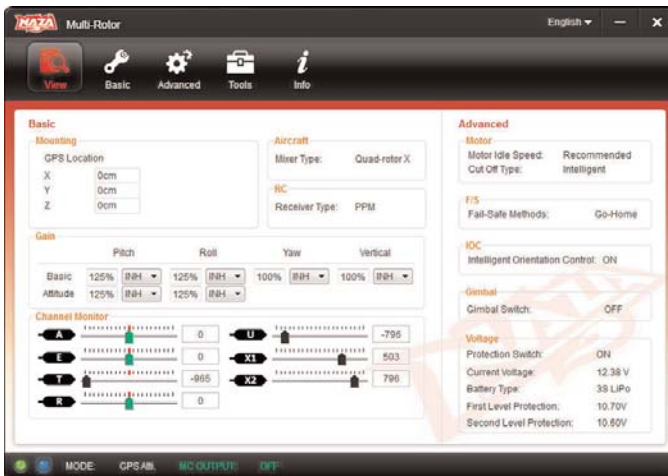 NAZA Multi-Rotor English
View Basic Advanced Tools Info
Basic
Mounting
GPS Location
X 0cm
Y 0cm
Z 0cm
Aircraft
Mixer Type: Quad-rotor X
RC
Receiver Type: PPM
Gain
Pitch Roll Yaw Vertical
Basic 125% INH 125% INH 100% INH 100% INH
Attitude 125% INH 125% INH
Channel Monitor
A 0 U -795
E 0 X1 503
T -965 X2 796
R 0
Advanced
Motor
Motor Idle Speed: Recommended
Cut Off Type: Intelligent
F/S
Fail-Safe Methods: Go-Home
IOC
Intelligent Orientation Control: ON
Gimbal
Gimbal Switch: OFF
Voltage
Protection Switch: ON
Current Voltage: 12.38 V
Battery Type: 3S LiPo
First Level Protection: 10.70V
Second Level Protection: 10.60V
MODE: GPS Atti. MC OUTPUT: OFF